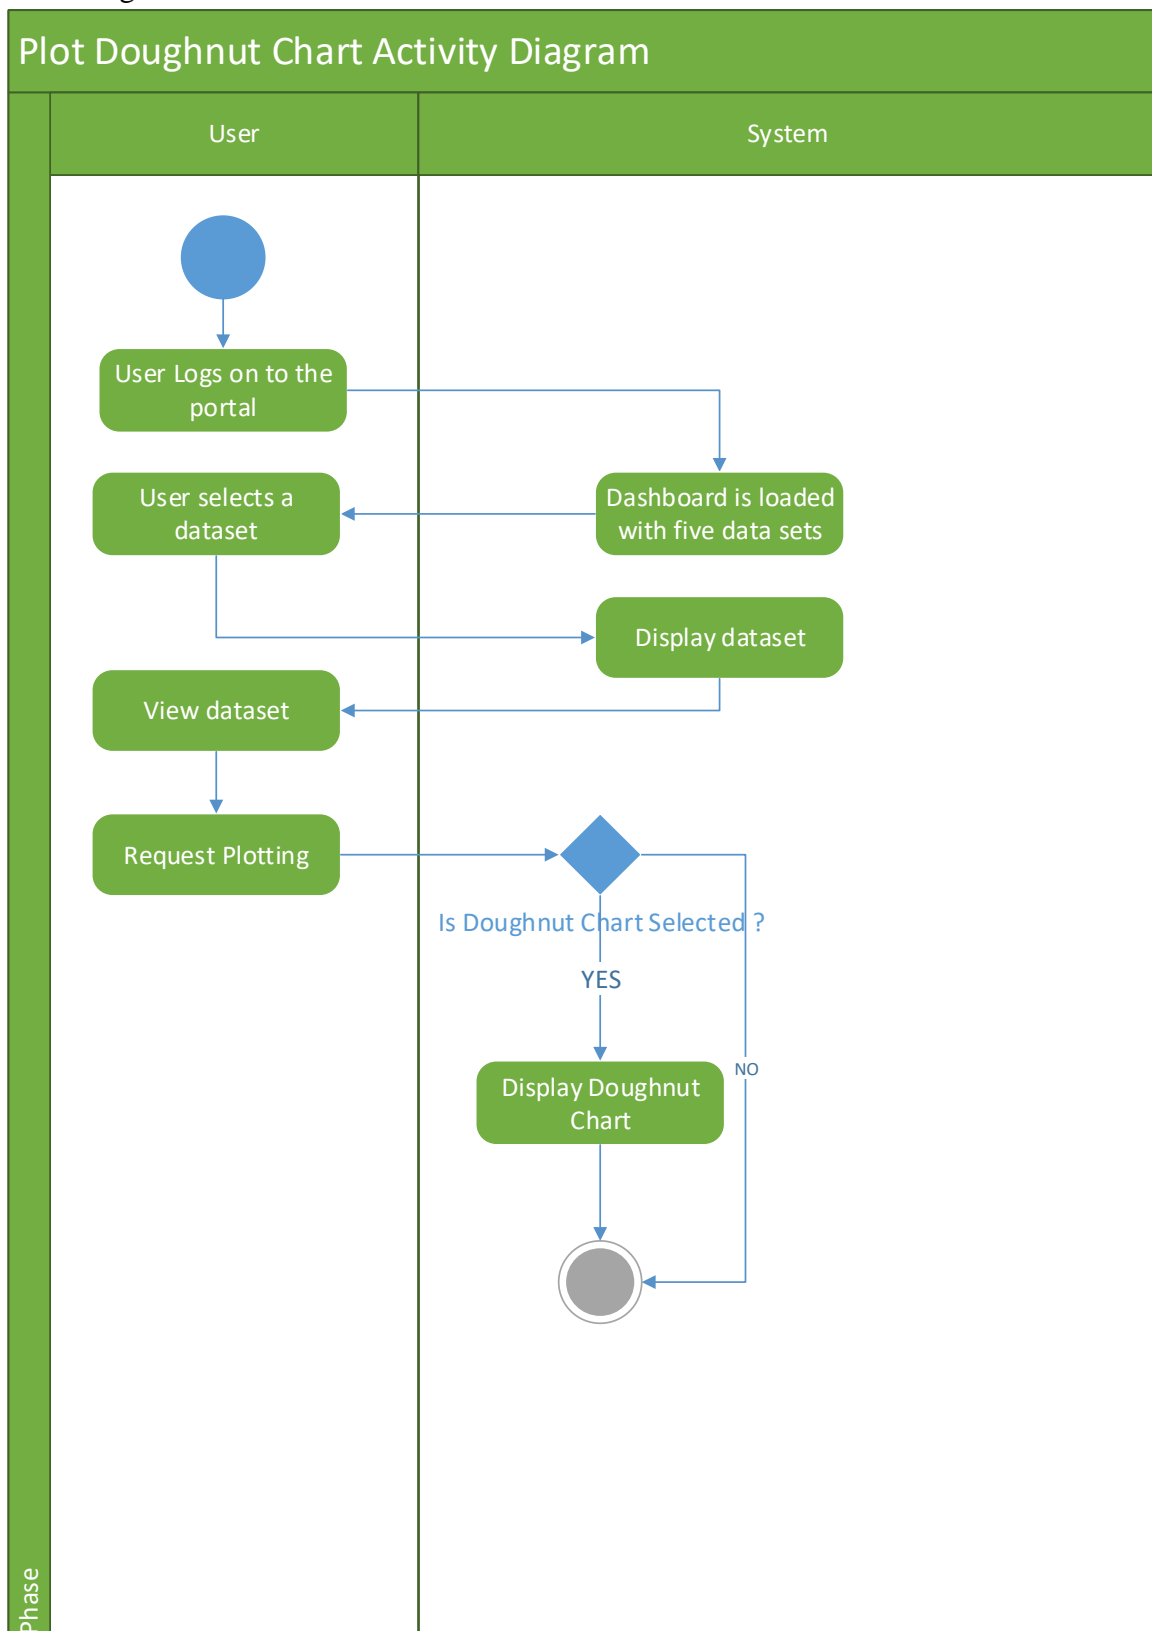 Plot Doughnut Chart Activity Diagram
User
System
User Logs on to the
portal
User selects a
dataset
Dashboard is loaded
with five data sets
Display dataset
View dataset
Request Plotting
Is Doughnut Chart Selected ?
YES
NO
Display Doughnut
Chart
Phase